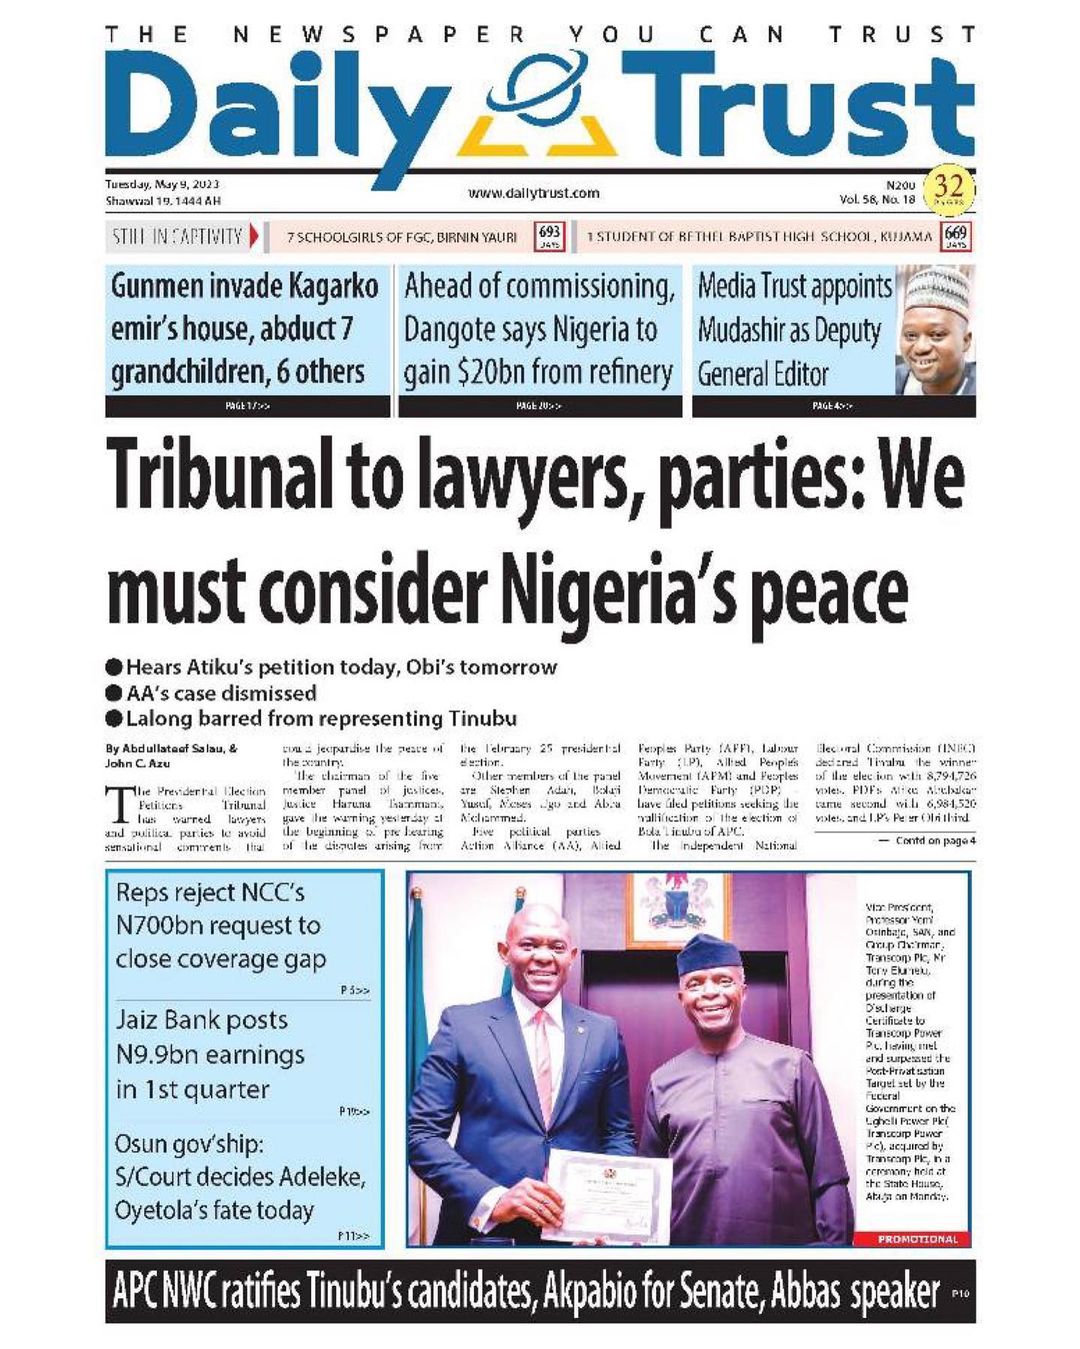 THE NEWSPAPER YOU CAN TRUST
Daily Trust
Tuesday, May 9, 2023
Shawwal 19, 1444 AH
www.dailytrust.com
N200
Vol. 58, No. 18
32
PAGES
STILL IN CAPTIVITY
7 SCHOOLGIRLS OF FGC, BIRNIN YAURI
693
DAYS
1 STUDENT OF BETHEL BAPTIST HIGH SCHOOL, KUJAMA
669
DAYS
Gunmen invade Kagarko
emir's house, abduct 7
grandchildren, 6 others
PAGE 17>>
Ahead of commissioning,
Dangote says Nigeria to
gain $20bn from refinery
PAGE 20>>
Media Trust appoints
Mudashir as Deputy
General Editor
PAGE 4>>
Tribunal to lawyers, parties: We
must consider Nigeria's peace
Hears Atiku's petition today, Obi's tomorrow
AA's case dismissed
Lalong barred from representing Tinubu
By Abdullateef Salau, &
John C. Azu
The Presidential Election
Petitions Tribunal
has warned lawyers
and political parties to avoid
sensational comments that
could jeopardise the peace of
the country.
The chairman of the five-
member panel of justices,
Justice Haruna Tsammani,
gave the warning yesterday at
the beginning of pre-hearing
of the disputes arising from
the February 25 presidential
election.
Other members of the panel
are Stephen Adah, Bolaji
Yusuf, Moses Ugo and Abba
Mohammed.
Five political parties -
Action Alliance (AA), Allied
Peoples Party (APP), Labour
Party (LP), Allied People's
Movement (APM) and Peoples
Democratic Party (PDP) -
have filed petitions seeking the
nullification of the election of
Bola Tinubu of APC.
The Independent National
Electoral Commission (INEC)
declared Tinubu the winner
of the election with 8,794,726
votes. PDP's Atiku Abubakar
came second with 6,984,520
votes, and LP's Peter Obi third
— Contd on page 4
Reps reject NCC's
N700bn request to
close coverage gap
P 5>>
Jaiz Bank posts
N9.9bn earnings
in 1st quarter
P 19>>
Osun gov'ship:
S/Court decides Adeleke,
Oyetola's fate today
P 11>>
Vice President,
Professor Yemi
Osinbajo, SAN, and
Group Chairman,
Transcorp Plc, Mr
Tony Elumelu,
during the
presentation of
Discharge
Certificate to
Transcorp Power
Plc, having met
and surpassed the
Post-Privatisation
Target set by the
Federal
Government on the
Ughelli Power Plc(
Transcorp Power
Plc), acquired by
Transcorp Plc, in a
ceremony held at
the State House,
Abuja on Monday.
PROMOTIONAL
APC NWC ratifies Tinubu's candidates, Akpabio for Senate, Abbas speaker P10